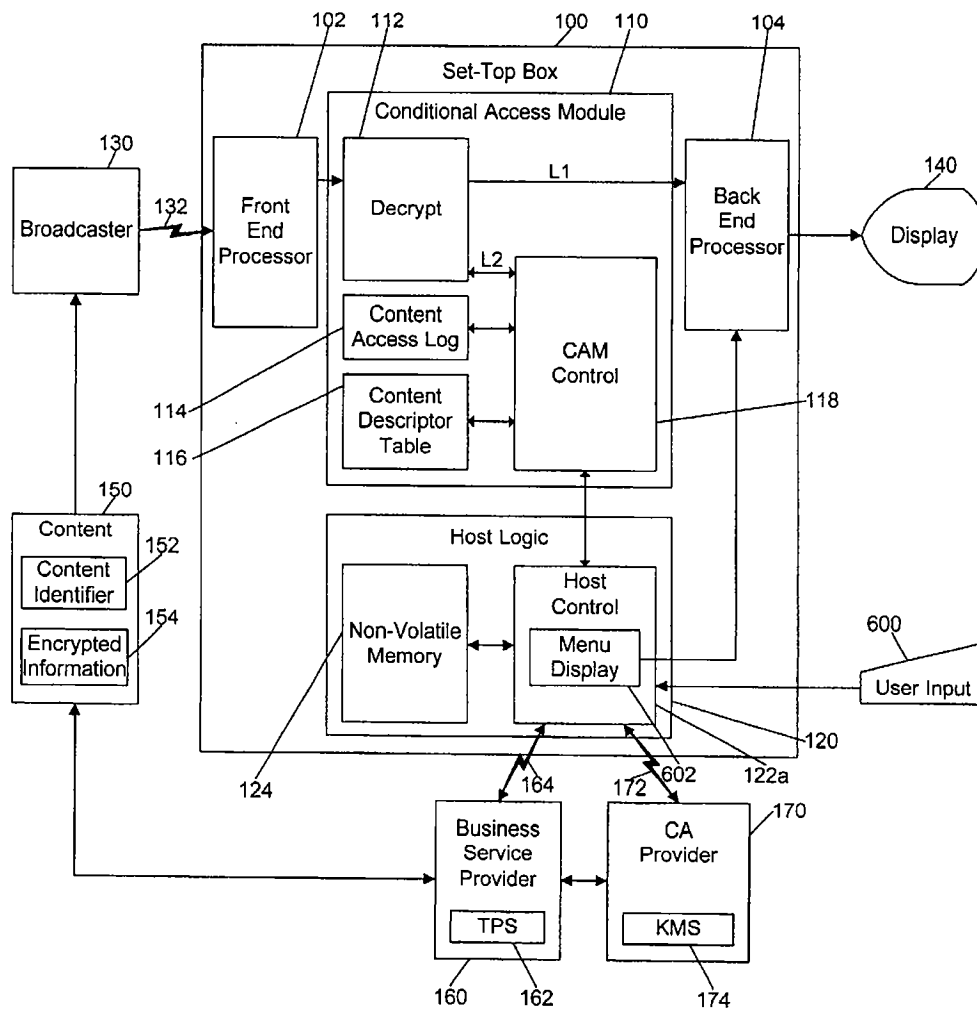 102
112
100
110
104
Set-Top Box
Conditional Access Module
130
Broadcaster
132
Front
End
Processor
Decrypt
L1
L2
Back
End
Processor
140
Display
Content
Access Log
CAM
Control
114
116
Content
Descriptor
Table
118
150
Content
152
Content
Identifier
154
Encrypted
Information
Host Logic
Non-Volatile
Memory
Host
Control
Menu
Display
600
User Input
120
122a
602
124
164
172
Business
Service
Provider
TPS
CA
Provider
KMS
170
160
162
174